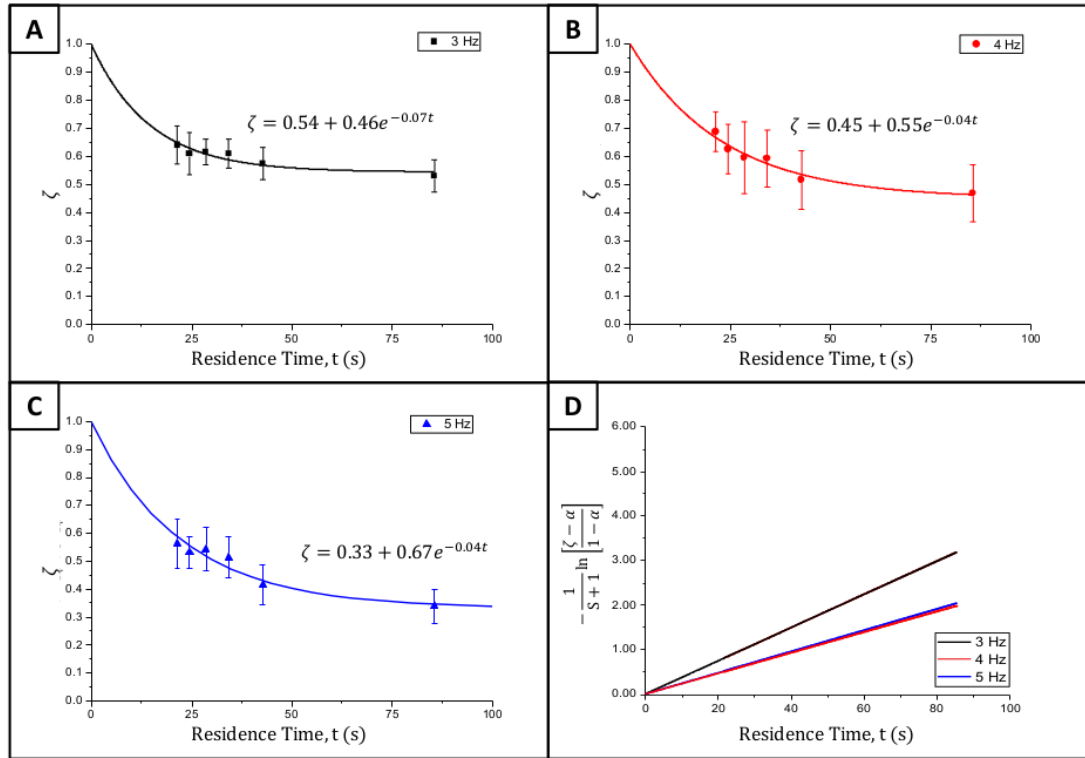 A
3 Hz
1.0
0.9
0.8
0.7
0.6
0.5
0.4
0.3
0.2
0.1
0.0
ζ
ζ = 0.54 + 0.46e^{-0.07t}
0 25 50 75 100
Residence Time, t (s)
B
4 Hz
1.0
0.9
0.8
0.7
0.6
0.5
0.4
0.3
0.2
0.1
0.0
ζ
ζ = 0.45 + 0.55e^{-0.04t}
0 25 50 75 100
Residence Time, t (s)
C
5 Hz
1.0
0.9
0.8
0.7
0.6
0.5
0.4
0.3
0.2
0.1
0.0
ζ
ζ = 0.33 + 0.67e^{-0.04t}
0 25 50 75 100
Residence Time, t (s)
D
6.00
5.00
4.00
3.00
2.00
1.00
0.00
-\frac{1}{S + 1} ln [\frac{ζ - α}{1 - α}]
3 Hz
4 Hz
5 Hz
0 20 40 60 80 100
Residence Time, t (s)